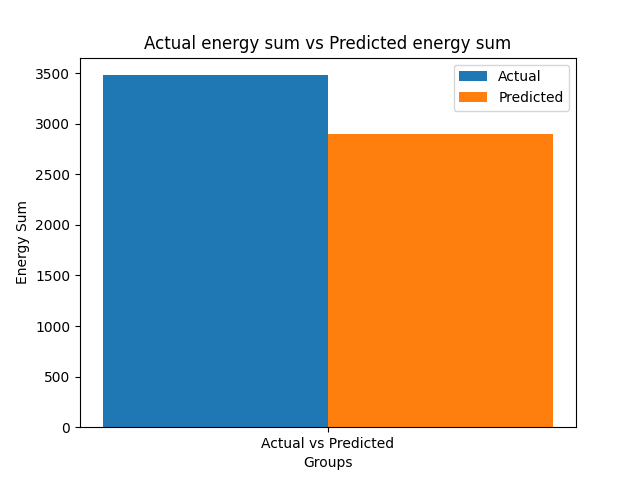 Actual energy sum vs Predicted energy sum
Actual
Predicted
3500
3000
2500
2000
1500
1000
500
0
Energy Sum
Actual vs Predicted
Groups